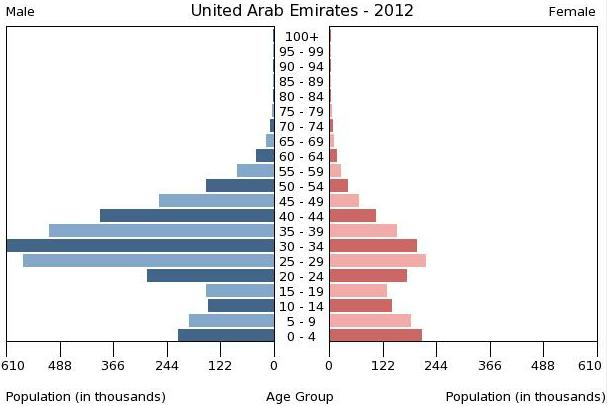 Male United Arab Emirates - 2012 Female
100+
95 - 99
90 - 94
85 - 89
80 - 84
75 - 79
70 - 74
65 - 69
60 - 64
55 - 59
50 - 54
45 - 49
40 - 44
35 - 39
30 - 34
25 - 29
20 - 24
15 - 19
10 - 14
5 - 9
0 - 4
610 488 366 244 122 0 0 122 244 366 488 610
Population (in thousands) Age Group Population (in thousands)